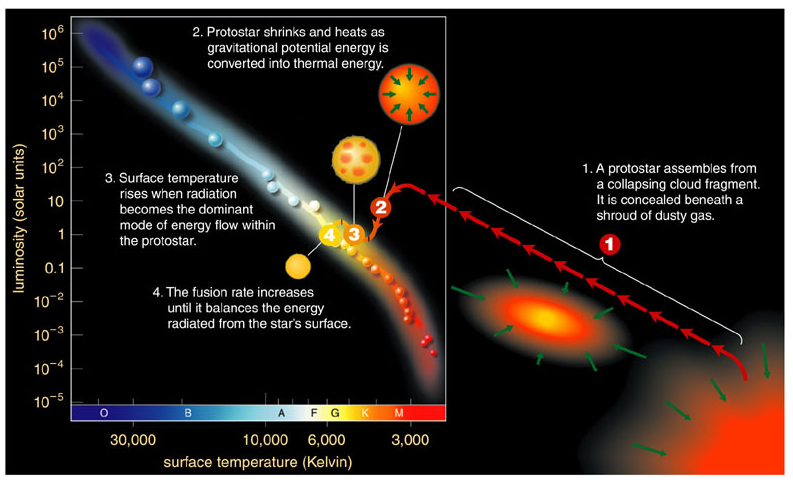 2. Protostar shrinks and heats as
gravitational potential energy is
converted into thermal energy.
1. A protostar assembles from
a collapsing cloud fragment.
It is concealed beneath a
shroud of dusty gas.
3. Surface temperature
rises when radiation
becomes the dominant
mode of energy flow within
the protostar.
4. The fusion rate increases
until it balances the energy
radiated from the star's surface.
1
2
3
4
luminosity (solar units)
10⁶
10⁵
10⁴
10³
10²
10
1
0.1
10⁻²
10⁻³
10⁻⁴
10⁻⁵
O B A F G K M
30,000 10,000 6,000 3,000
surface temperature (Kelvin)